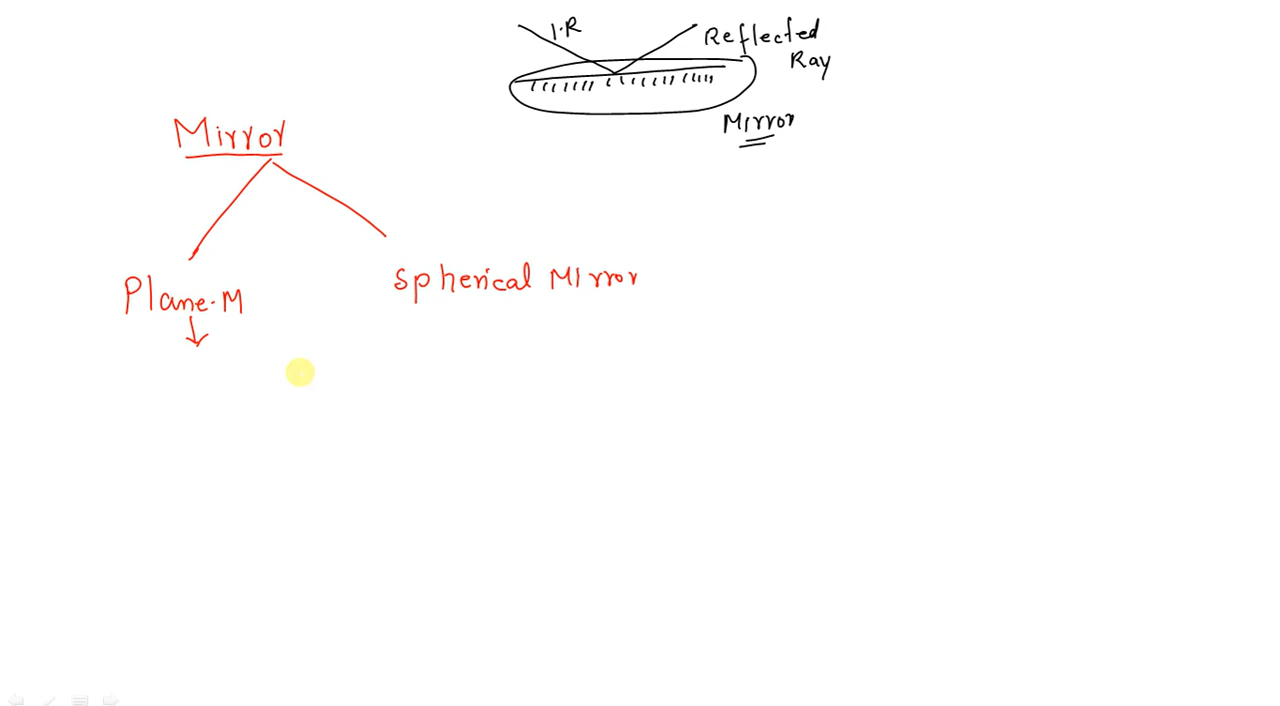 I.R
Reflected
Ray
Mirror
Mirror
Plane-M
Spherical Mirror